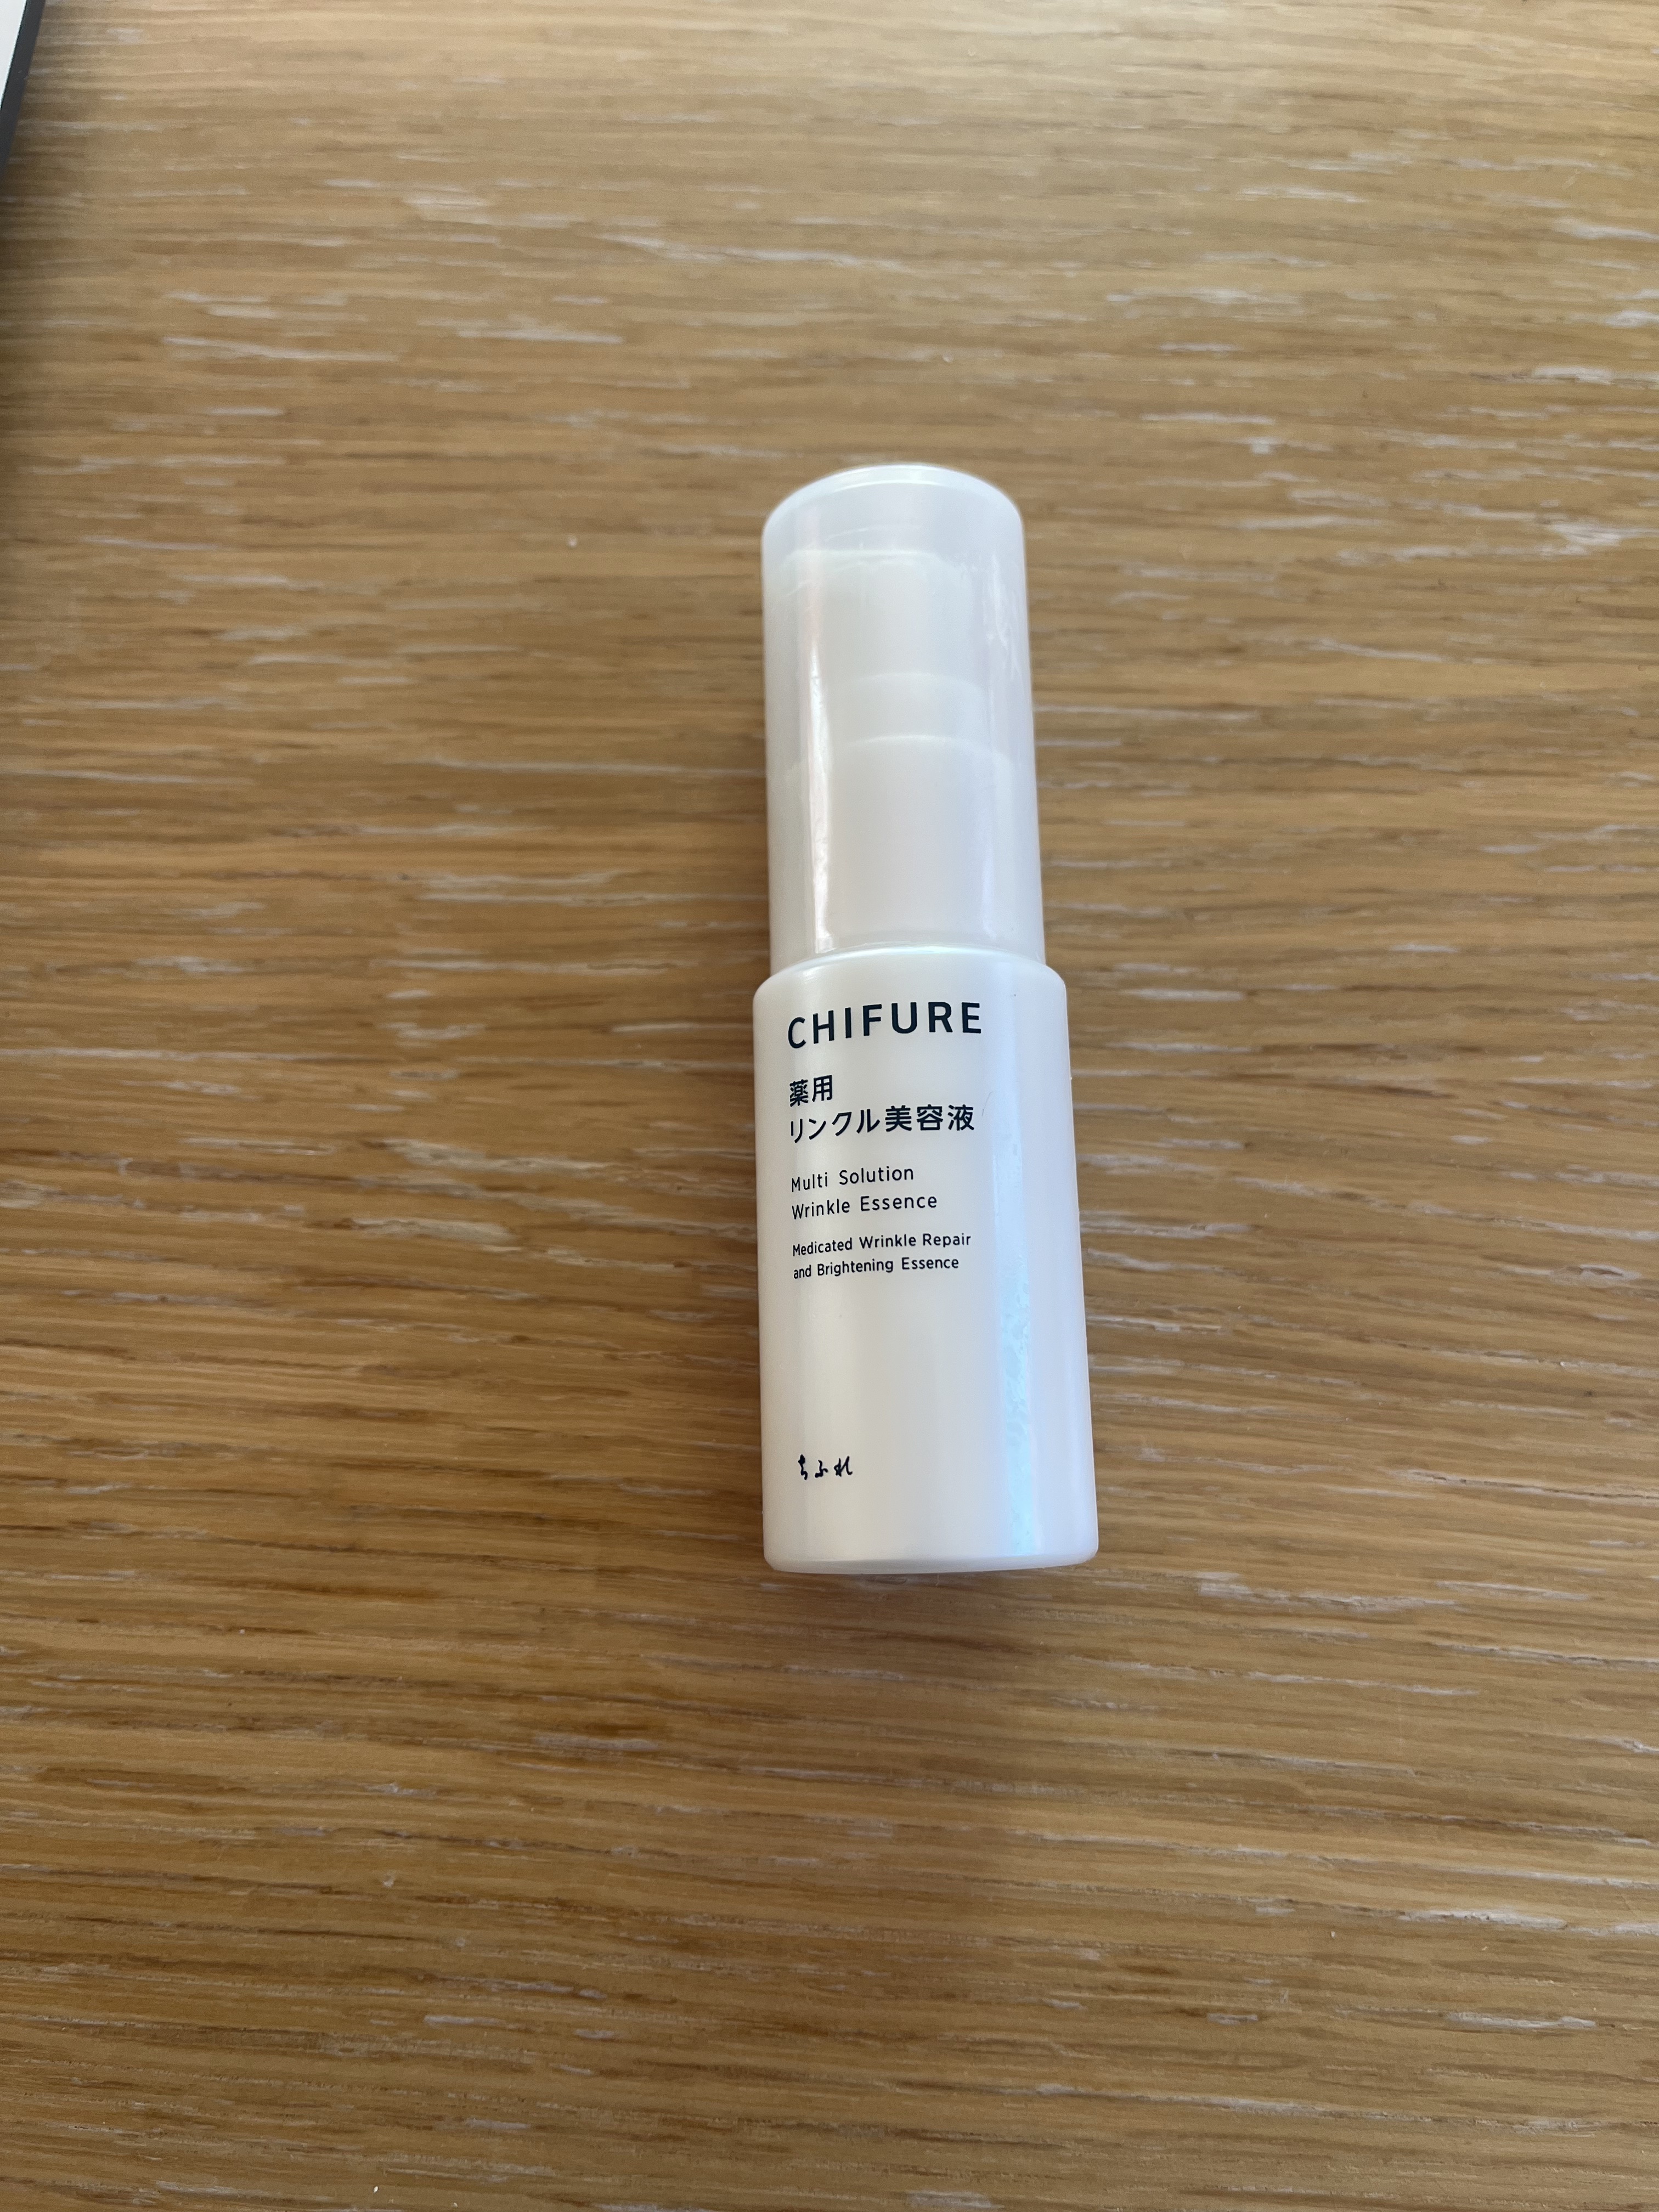 CHIFURE
薬用
リンクル美容液
Multi Solution
Wrinkle Essence
Medicated Wrinkle Repair
and Brightening Essence
ちふれ